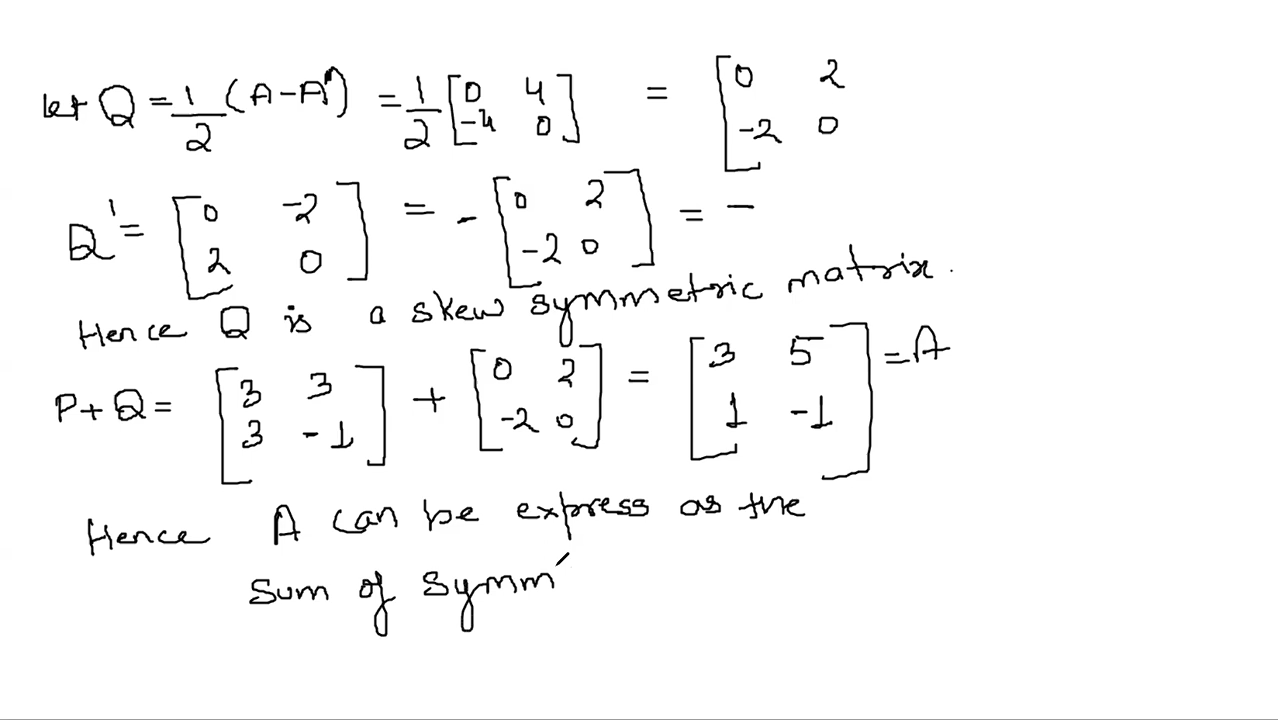 let Q = 1/2 (A - A') = 1/2 [0 4; -4 0] = [0 2; -2 0]
Q' = [0 -2; 2 0] = - [0 2; -2 0] = -
Hence Q is a skew symmetric matrix.
P + Q = [3 3; 3 -1] + [0 2; -2 0] = [3 5; 1 -1] = A
Hence A can be express as the
sum of symm